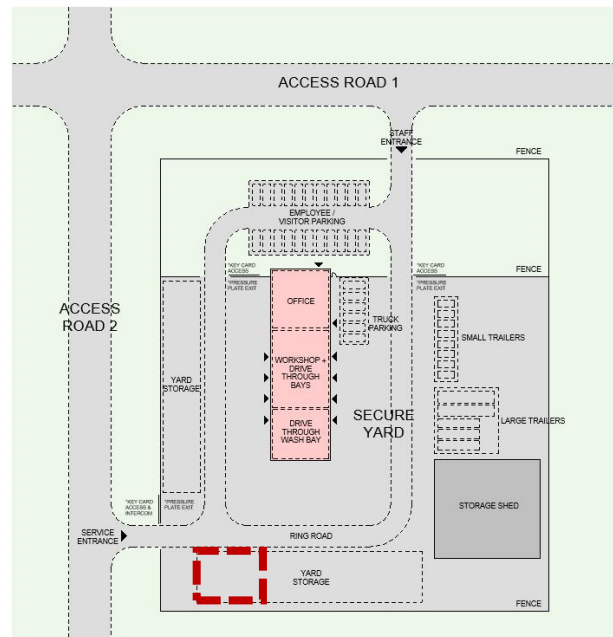 ACCESS ROAD 1
STAFF
ENTRANCE
FENCE
EMPLOYEE /
VISITOR PARKING
*KEY CARD
ACCESS
*PRESSURE
PLATE EXIT
*KEY CARD
ACCESS
*PRESSURE
PLATE EXIT
FENCE
OFFICE
TRUCK
PARKING
SMALL TRAILERS
ACCESS
ROAD 2
YARD
STORAGE
WORKSHOP +
DRIVE
THROUGH
BAYS
DRIVE
THROUGH
WASH BAY
SECURE
YARD
LARGE TRAILERS
STORAGE SHED
*KEY CARD
ACCESS &
INTERCOM
*PRESSURE
PLATE EXIT
SERVICE
ENTRANCE
RING ROAD
YARD
STORAGE
FENCE